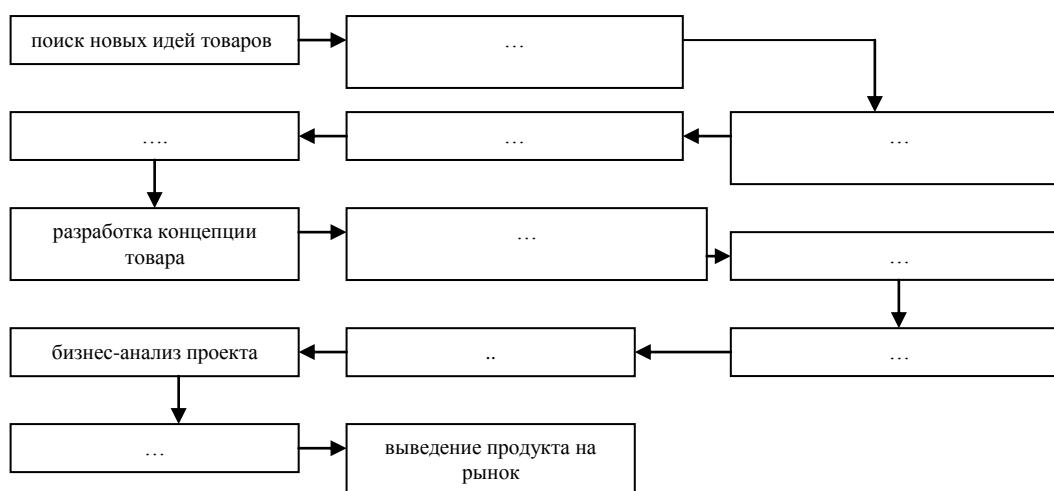 поиск новых идей товаров
…
….
…
…
разработка концепции
товара
…
…
бизнес-анализ проекта
..
…
…
выведение продукта на
рынок